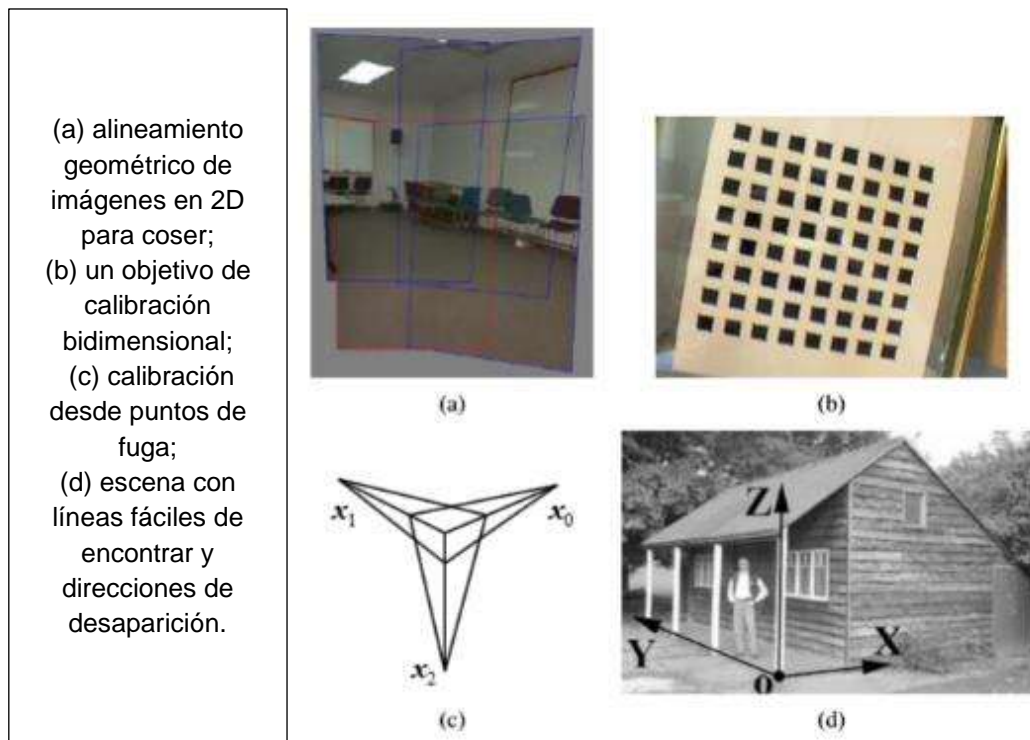 (a) alineamiento
geométrico de
imágenes en 2D
para coser;
(b) un objetivo de
calibración
bidimensional;
(c) calibración
desde puntos de
fuga;
(d) escena con
líneas fáciles de
encontrar y
direcciones de
desaparición.
(a)
(b)
x₁
x₀
x₂
(c)
Z
Y
O
X
(d)